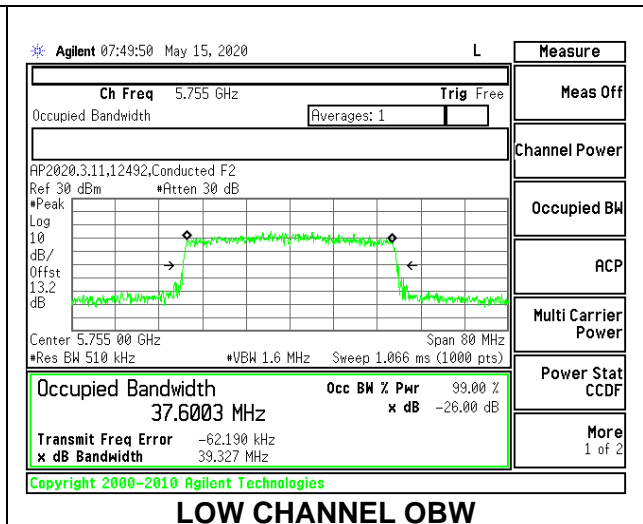 Agilent 07:49:50 May 15, 2020 L Measure
Ch Freq 5.755 GHz Trig Free
Meas Off
Occupied Bandwidth Averages: 1
Channel Power
AP2020.3.11,12492,Conducted F2
Ref 30 dBm #Atten 30 dB
#Peak
Log
10
dB/
Offst
13.2
dB
Occupied BW
ACP
Center 5.755 00 GHz Span 80 MHz
#Res BW 510 kHz #VBW 1.6 MHz Sweep 1.066 ms (1000 pts)
Multi Carrier
Power
Occupied Bandwidth Occ BW % Pwr 99.00 %
37.6003 MHz x dB -26.00 dB
Transmit Freq Error -62.190 kHz
x dB Bandwidth 39.327 MHz
Power Stat
CCDF
More
1 of 2
Copyright 2000-2010 Agilent Technologies
LOW CHANNEL OBW